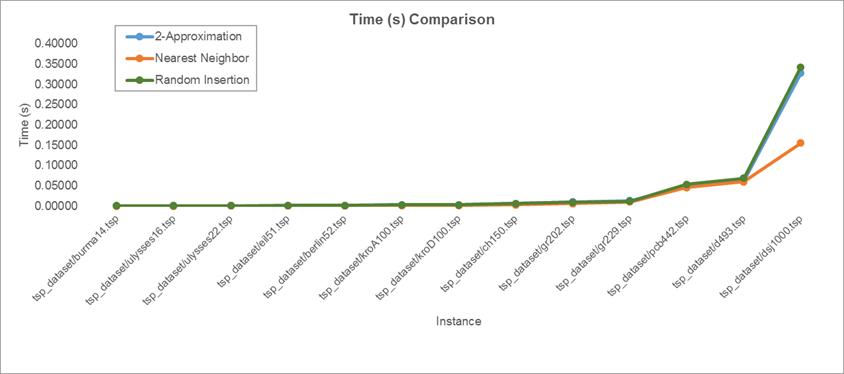 Time (s) Comparison
2-Approximation
Nearest Neighbor
Random Insertion
Time (s)
0.40000
0.35000
0.30000
0.25000
0.20000
0.15000
0.10000
0.05000
0.00000
tsp_dataset/burma14.tsp
tsp_dataset/ulysses16.tsp
tsp_dataset/ulysses22.tsp
tsp_dataset/eil51.tsp
tsp_dataset/berlin52.tsp
tsp_dataset/kroA100.tsp
tsp_dataset/kroD100.tsp
tsp_dataset/ch150.tsp
tsp_dataset/gr202.tsp
tsp_dataset/gr229.tsp
tsp_dataset/pcb442.tsp
tsp_dataset/d493.tsp
tsp_dataset/dsj1000.tsp
Instance